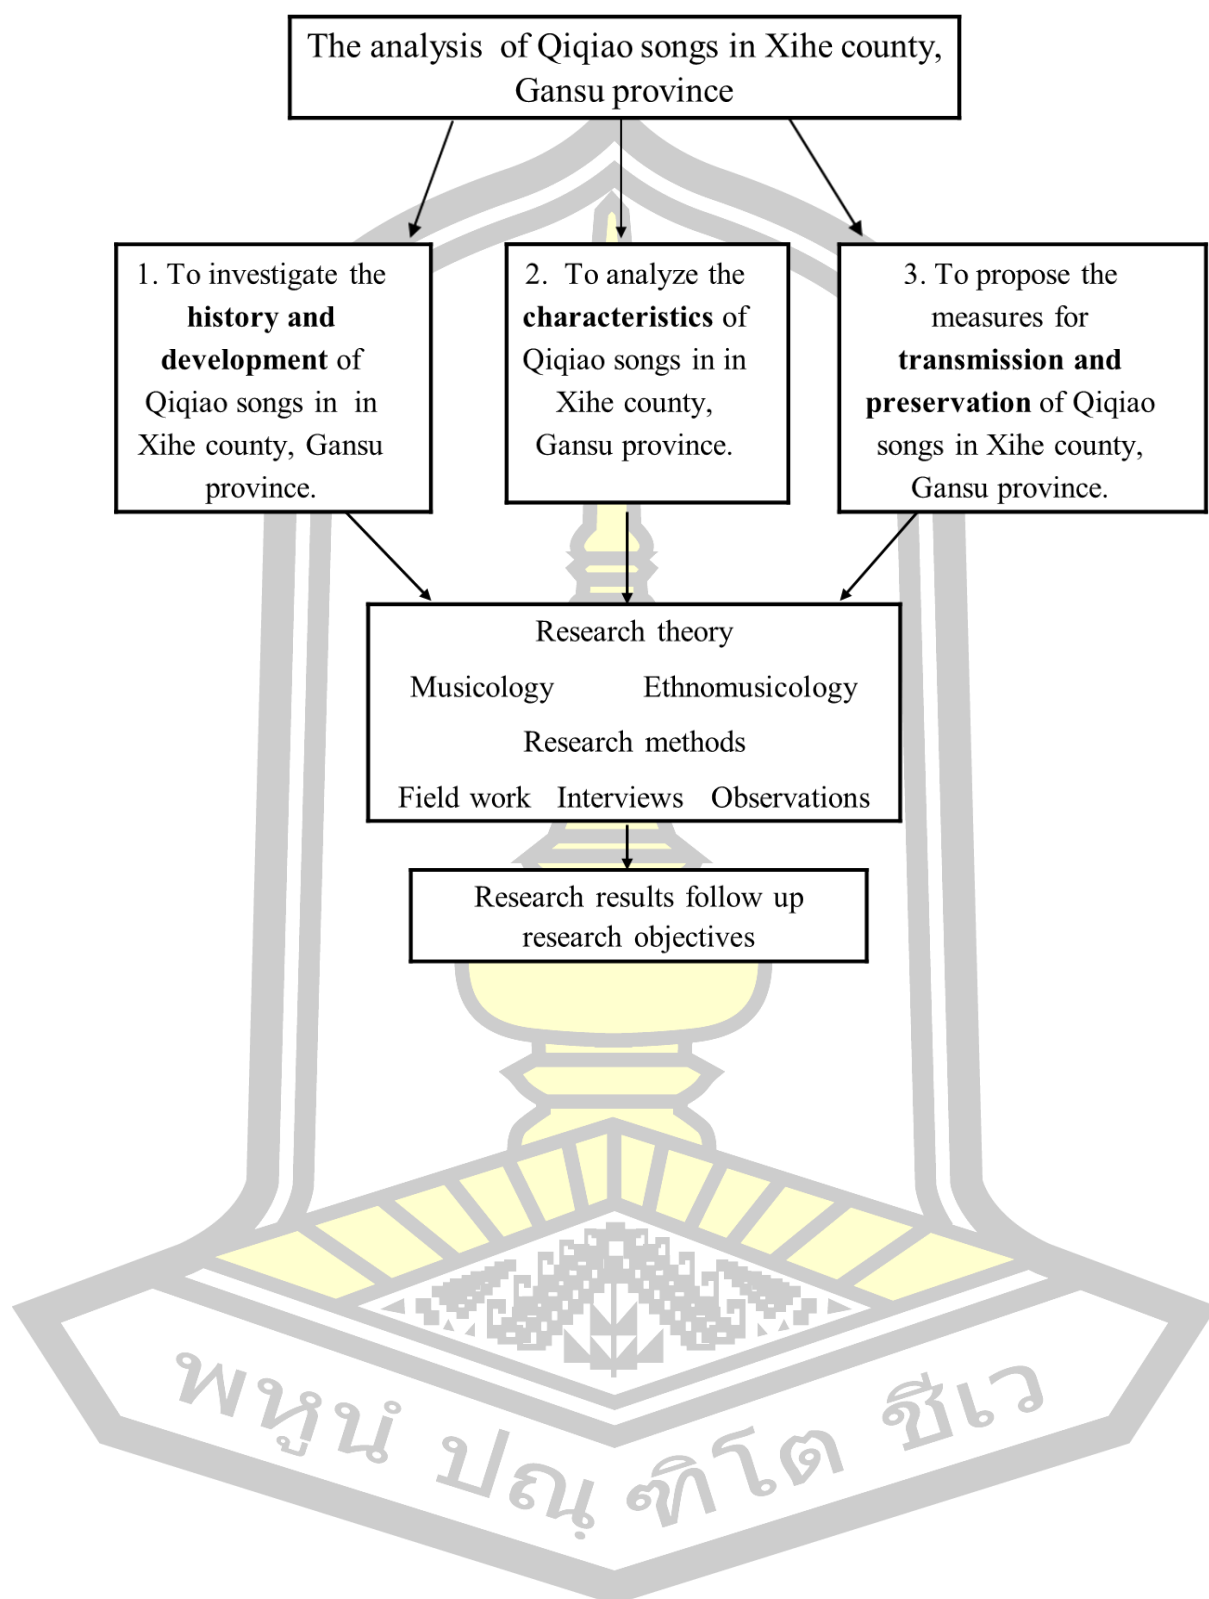 The analysis of Qiqiao songs in Xihe county,
Gansu province
1. To investigate the
history and
development of
Qiqiao songs in in
Xihe county, Gansu
province.
2. To analyze the
characteristics of
Qiqiao songs in in
Xihe county,
Gansu province.
3. To propose the
measures for
transmission and
preservation of Qiqiao
songs in Xihe county,
Gansu province.
Research theory
Musicology Ethnomusicology
Research methods
Field work Interviews Observations
Research results follow up
research objectives
พหูนํ ปณฺฑิโต ชีเว